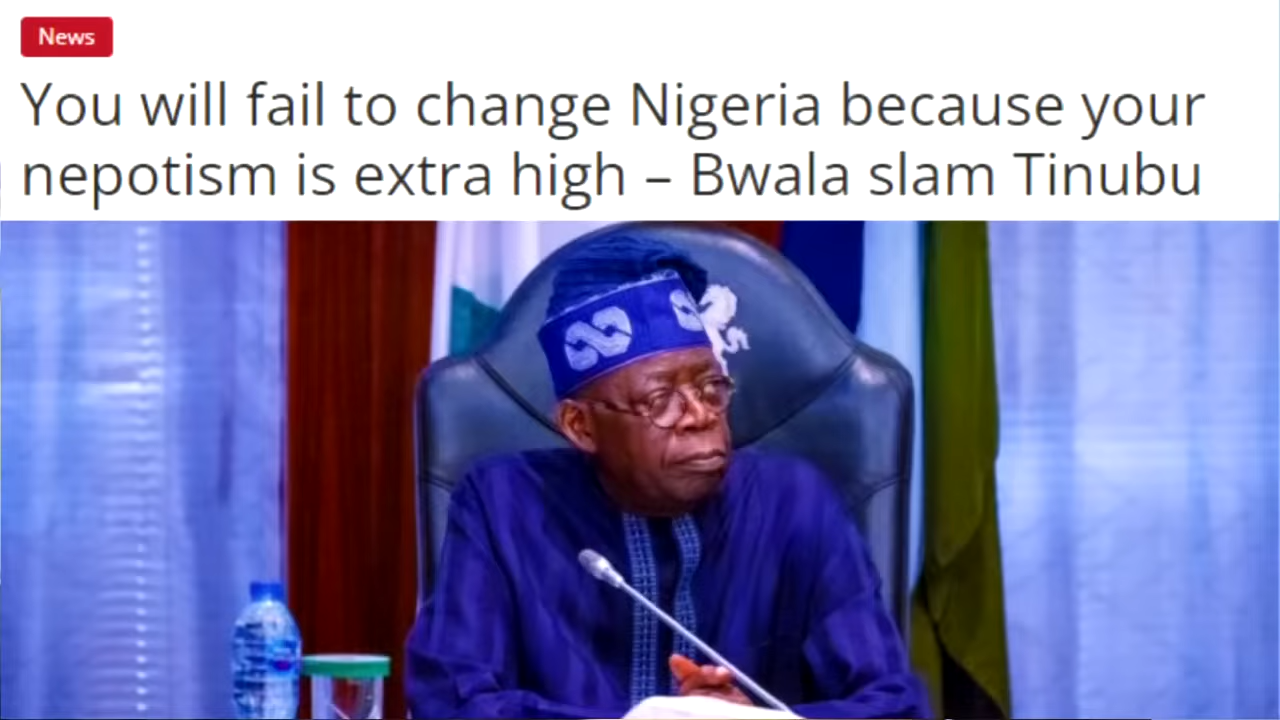 News
You will fail to change Nigeria because your
nepotism is extra high – Bwala slam Tinubu